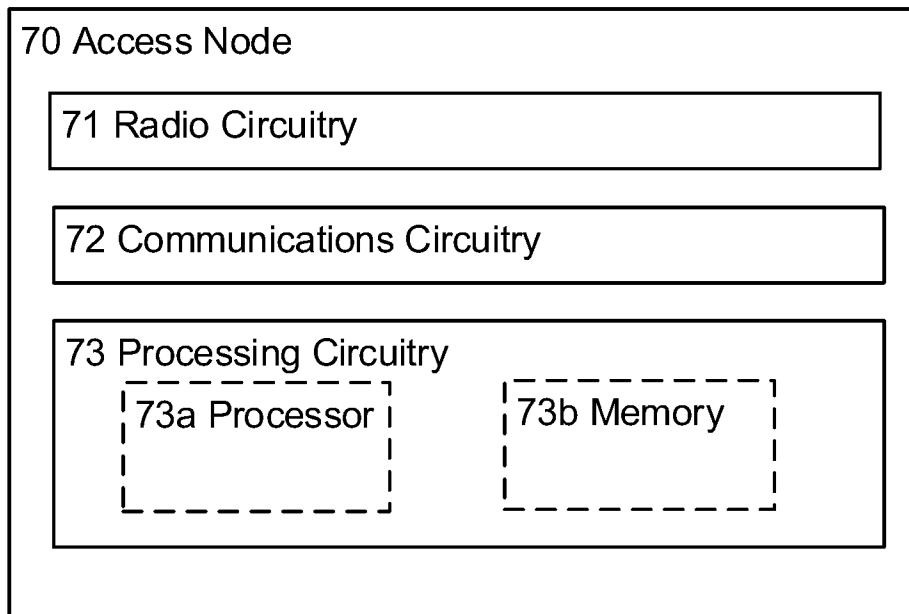 70 Access Node
71 Radio Circuitry
72 Communications Circuitry
73 Processing Circuitry
73a Processor
73b Memory